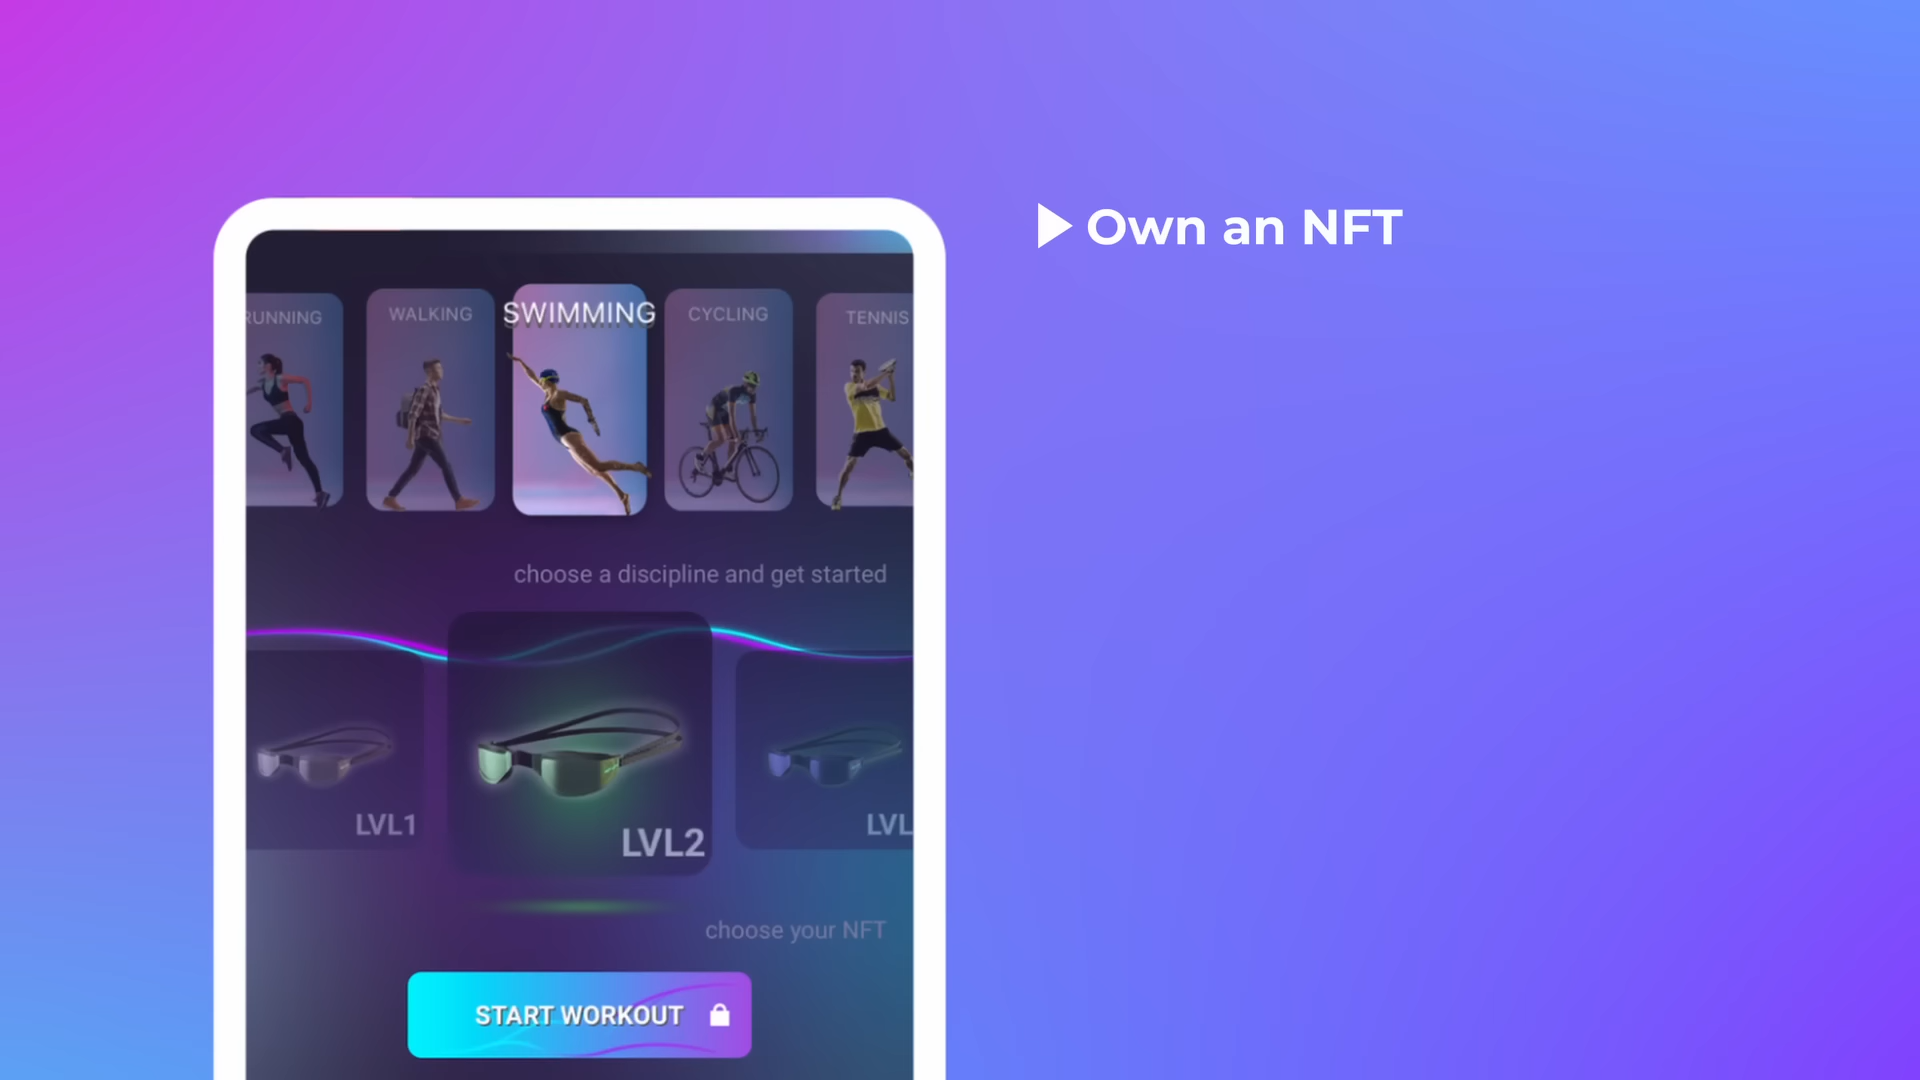 Own an NFT
RUNNING
WALKING
SWIMMING
CYCLING
TENNIS
choose a discipline and get started
LVL1
LVL2
LVL
choose your NFT
START WORKOUT